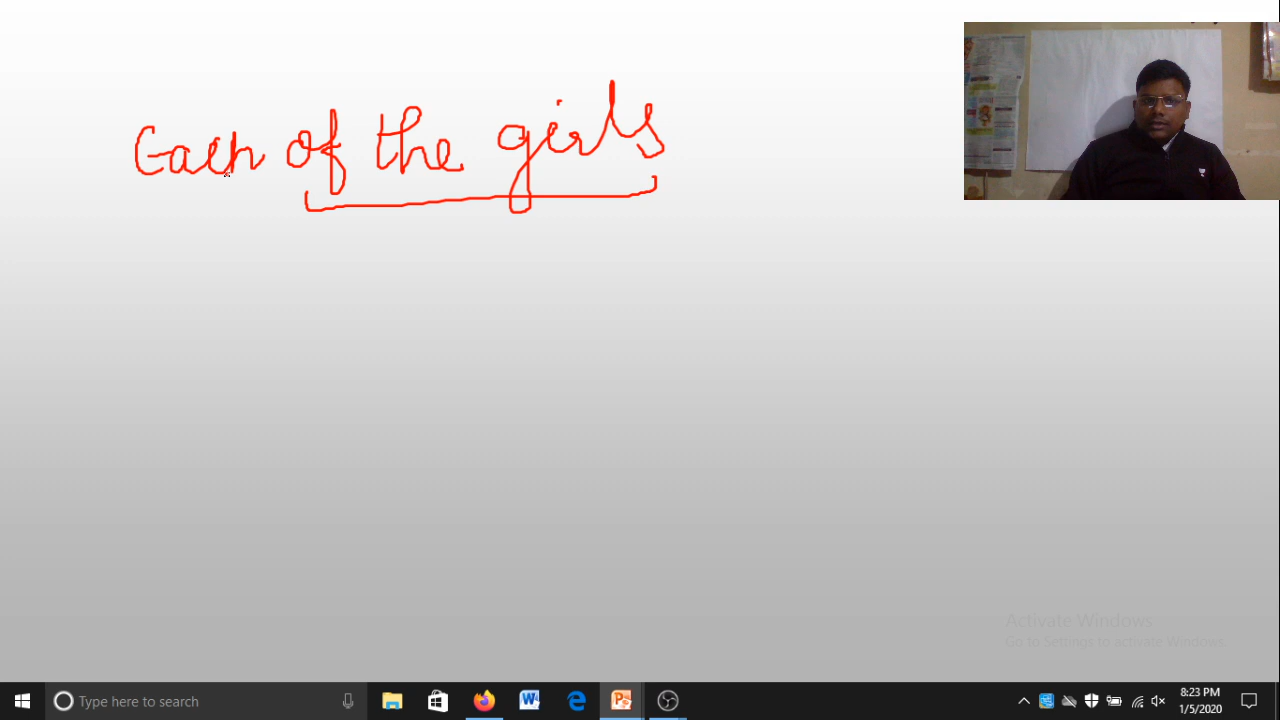 Each of the girls
Activate Windows
Go to Settings to activate Windows.
Type here to search
8:23 PM
1/5/2020